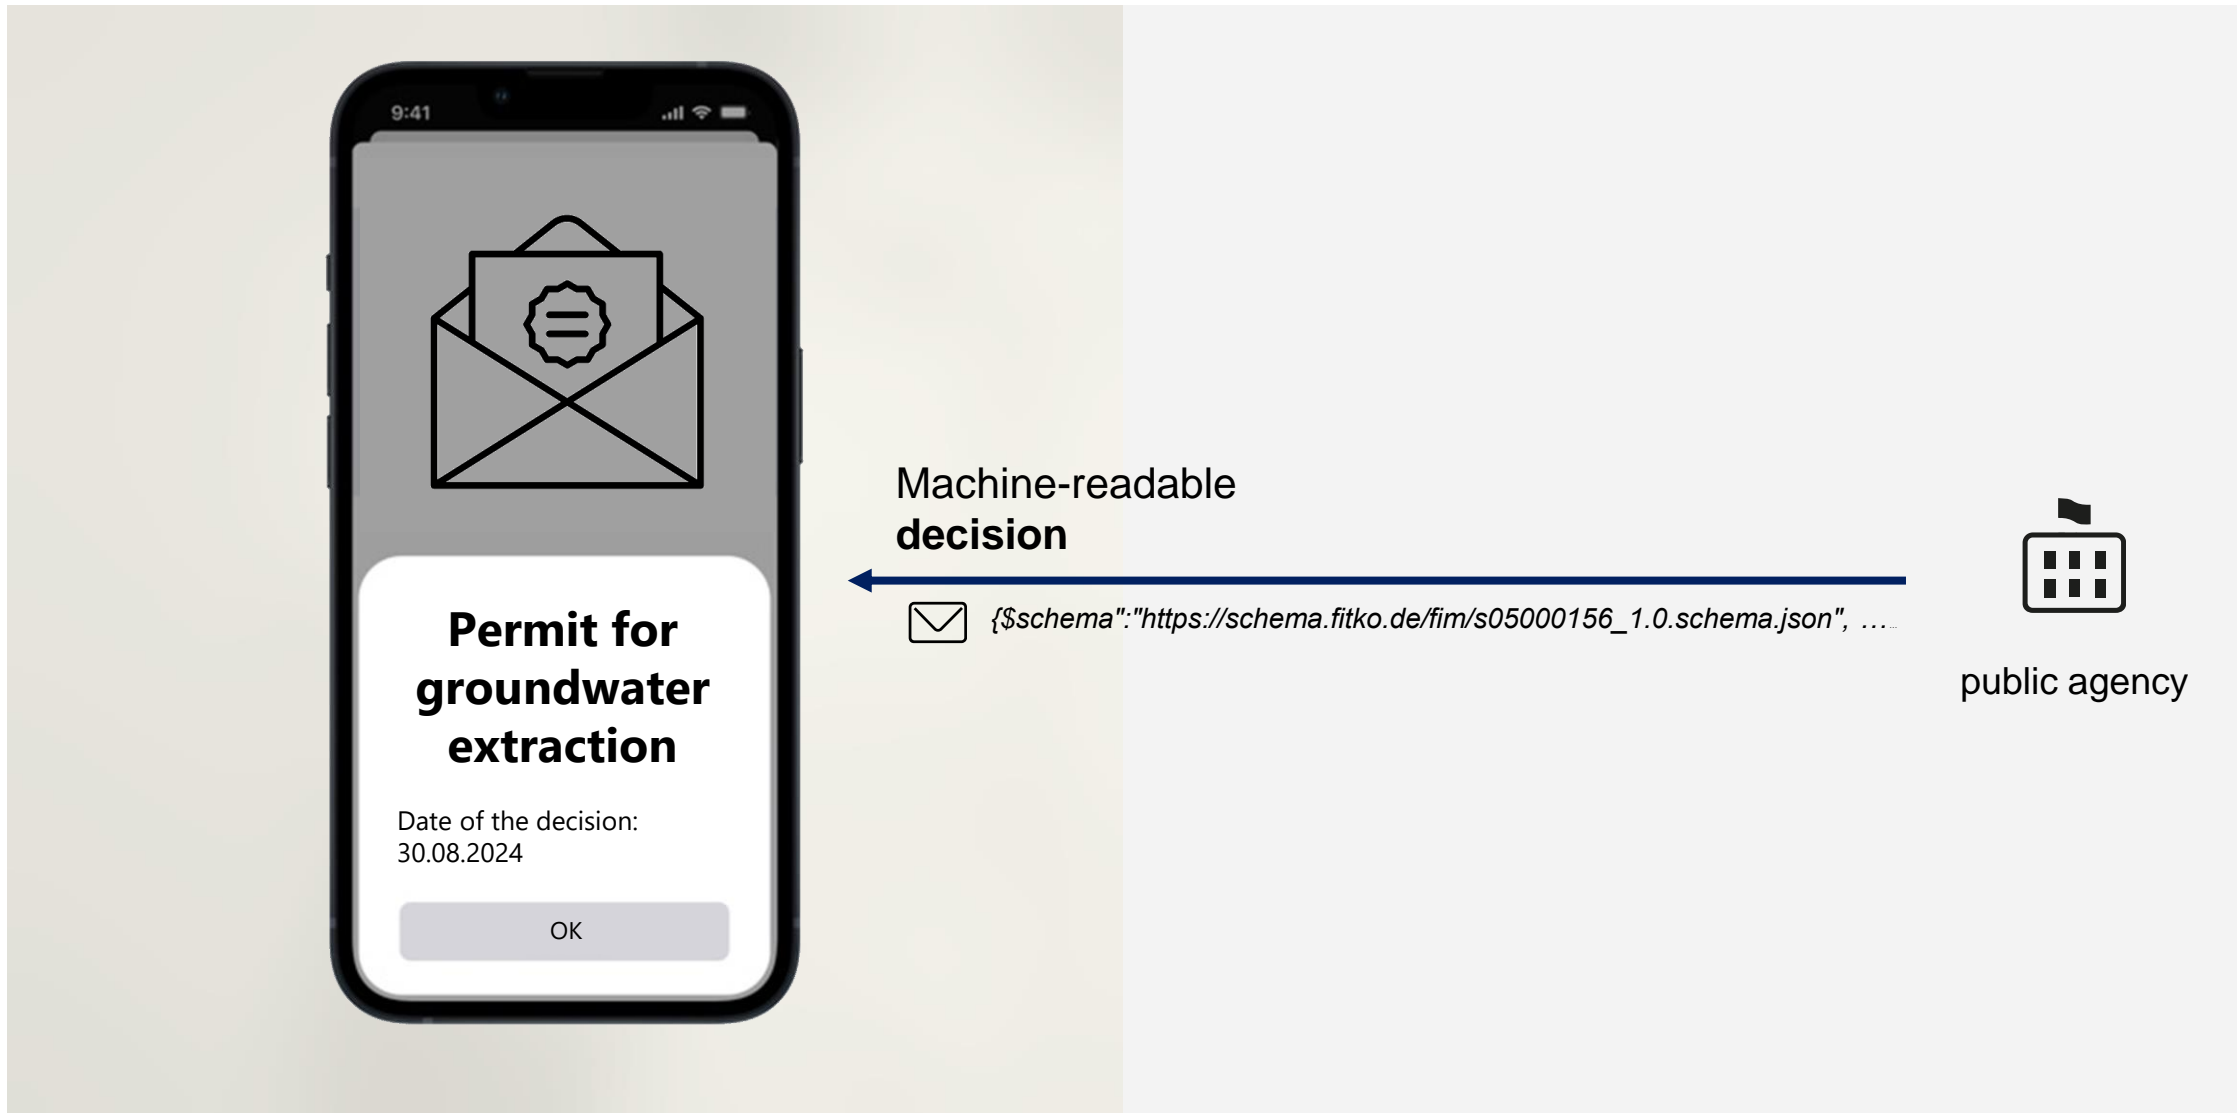 9:41
Permit for
groundwater
extraction
Date of the decision:
30.08.2024
OK
Machine-readable
decision
{$schema":"https://schema.fitko.de/fim/s05000156_1.0.schema.json", ……
public agency